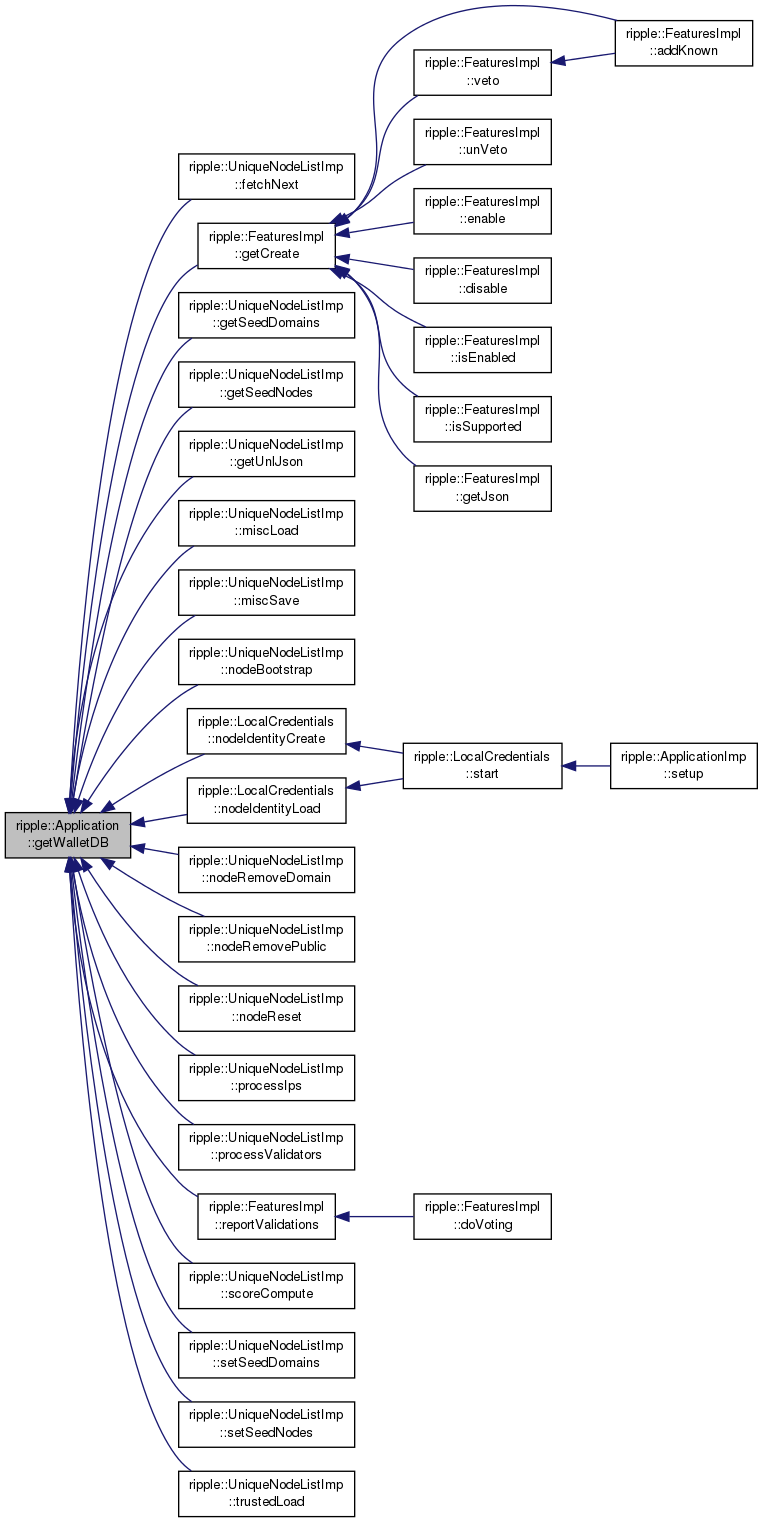 ripple::FeaturesImpl
::addKnown
ripple::FeaturesImpl
::veto
ripple::FeaturesImpl
::unVeto
ripple::UniqueNodeListImp
::fetchNext
ripple::FeaturesImpl
::enable
ripple::FeaturesImpl
::getCreate
ripple::FeaturesImpl
::disable
ripple::UniqueNodeListImp
::getSeedDomains
ripple::FeaturesImpl
::isEnabled
ripple::UniqueNodeListImp
::getSeedNodes
ripple::FeaturesImpl
::isSupported
ripple::UniqueNodeListImp
::getUnlJson
ripple::FeaturesImpl
::getJson
ripple::UniqueNodeListImp
::miscLoad
ripple::UniqueNodeListImp
::miscSave
ripple::UniqueNodeListImp
::nodeBootstrap
ripple::LocalCredentials
::nodeIdentityCreate
ripple::LocalCredentials
::start
ripple::ApplicationImp
::setup
ripple::LocalCredentials
::nodeIdentityLoad
ripple::Application
::getWalletDB
ripple::UniqueNodeListImp
::nodeRemoveDomain
ripple::UniqueNodeListImp
::nodeRemovePublic
ripple::UniqueNodeListImp
::nodeReset
ripple::UniqueNodeListImp
::processIps
ripple::UniqueNodeListImp
::processValidators
ripple::FeaturesImpl
::reportValidations
ripple::FeaturesImpl
::doVoting
ripple::UniqueNodeListImp
::scoreCompute
ripple::UniqueNodeListImp
::setSeedDomains
ripple::UniqueNodeListImp
::setSeedNodes
ripple::UniqueNodeListImp
::trustedLoad